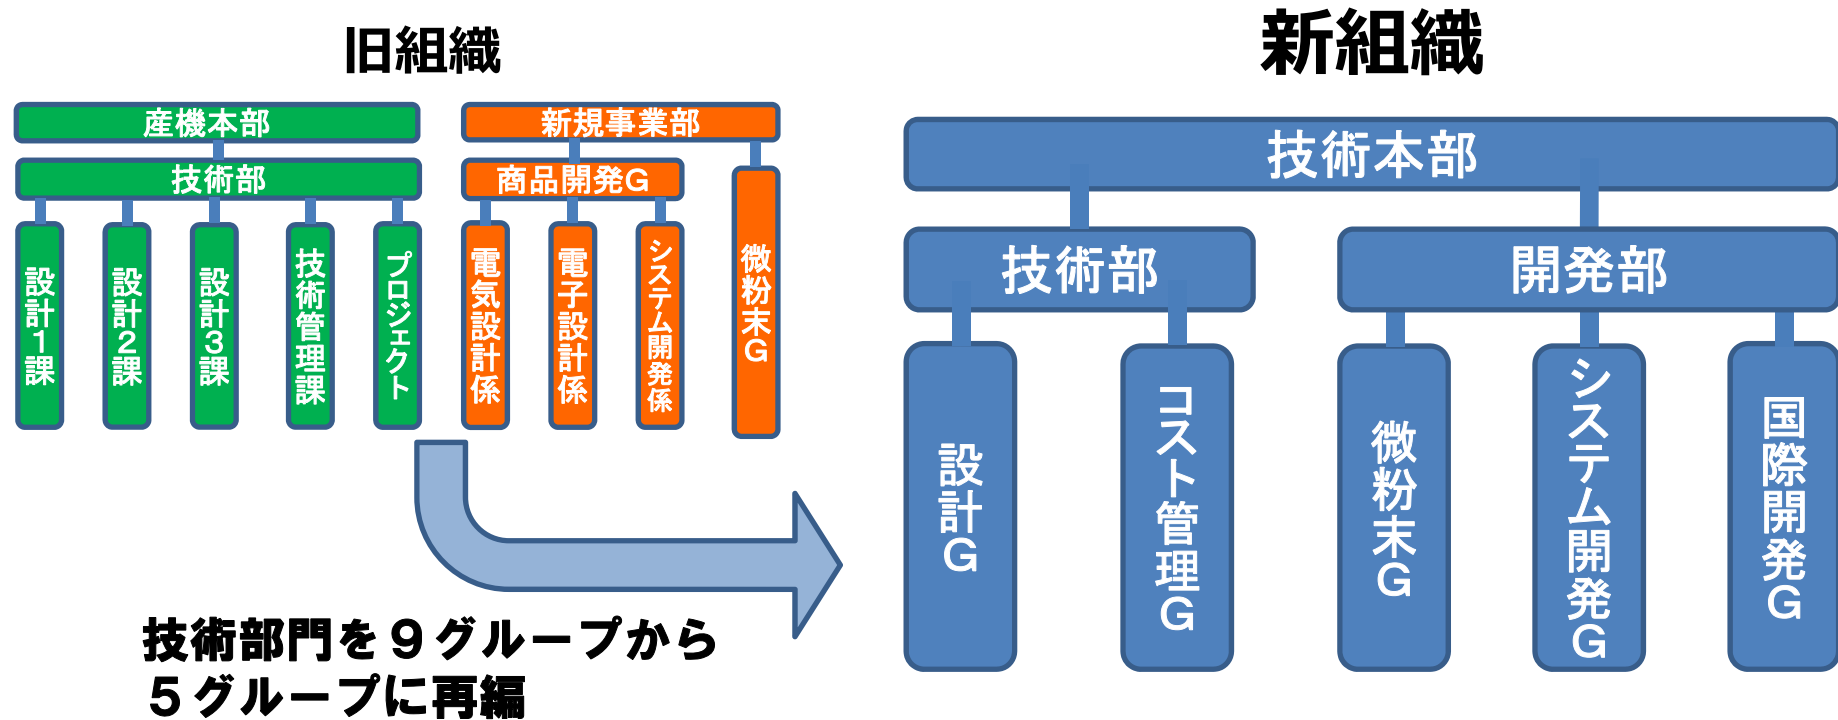 旧組織
産機本部
技術部
設計1課
設計2課
設計3課
技術管理課
プロジェクト
新規事業部
商品開発G
電気設計係
電子設計係
システム開発係
微粉末G
技術部門を９グループから
５グループに再編
新組織
技術本部
技術部
設計G
コスト管理G
開発部
微粉末G
システム開発G
国際開発G